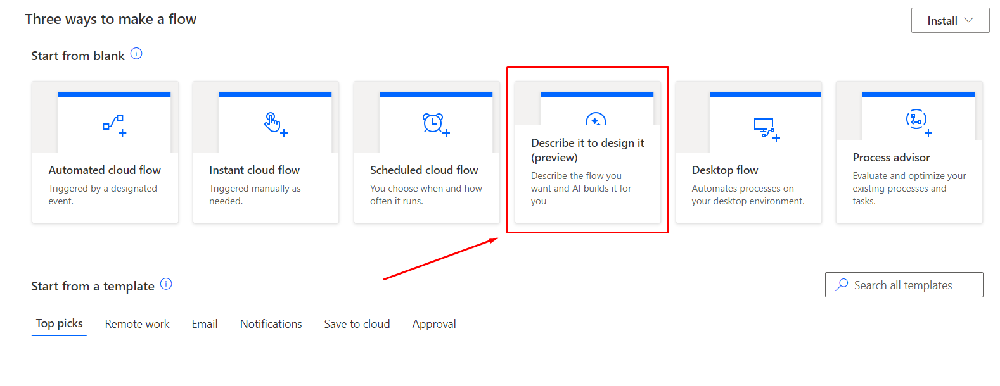 Three ways to make a flow
Install
Start from blank
Automated cloud flow
Triggered by a designated
event.
Instant cloud flow
Triggered manually as
needed.
Scheduled cloud flow
You choose when and how
often it runs.
Describe it to design it
(preview)
Describe the flow you
want and AI builds it for
you
Desktop flow
Automates processes on
your desktop environment.
Process advisor
Evaluate and optimize your
existing processes and
tasks.
Start from a template
Search all templates
Top picks
Remote work
Email
Notifications
Save to cloud
Approval